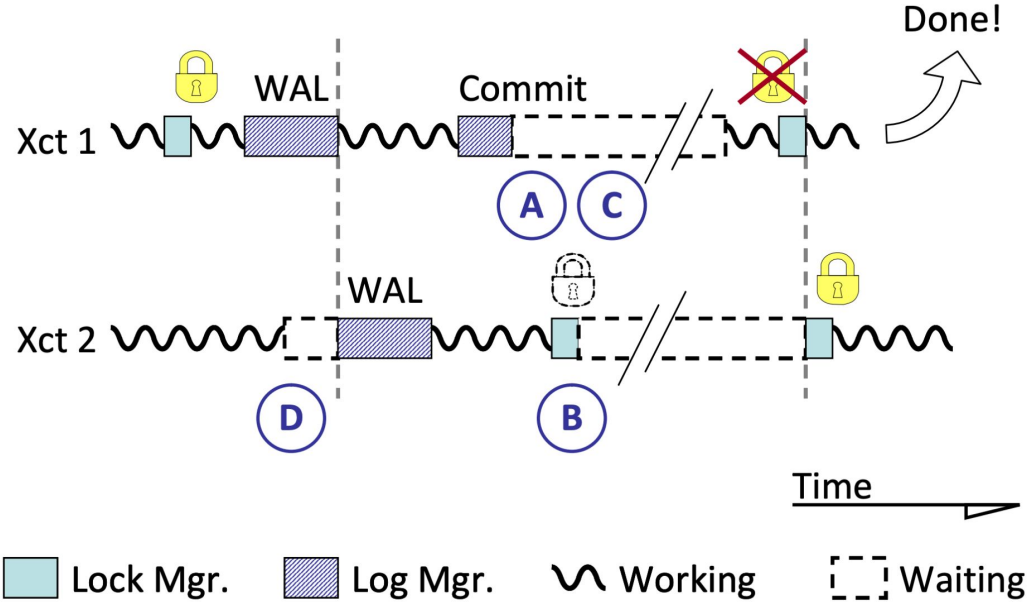 Done!
WAL
Commit
Xct 1
A
C
WAL
Xct 2
D
B
Time
Lock Mgr.
Log Mgr.
Working
Waiting